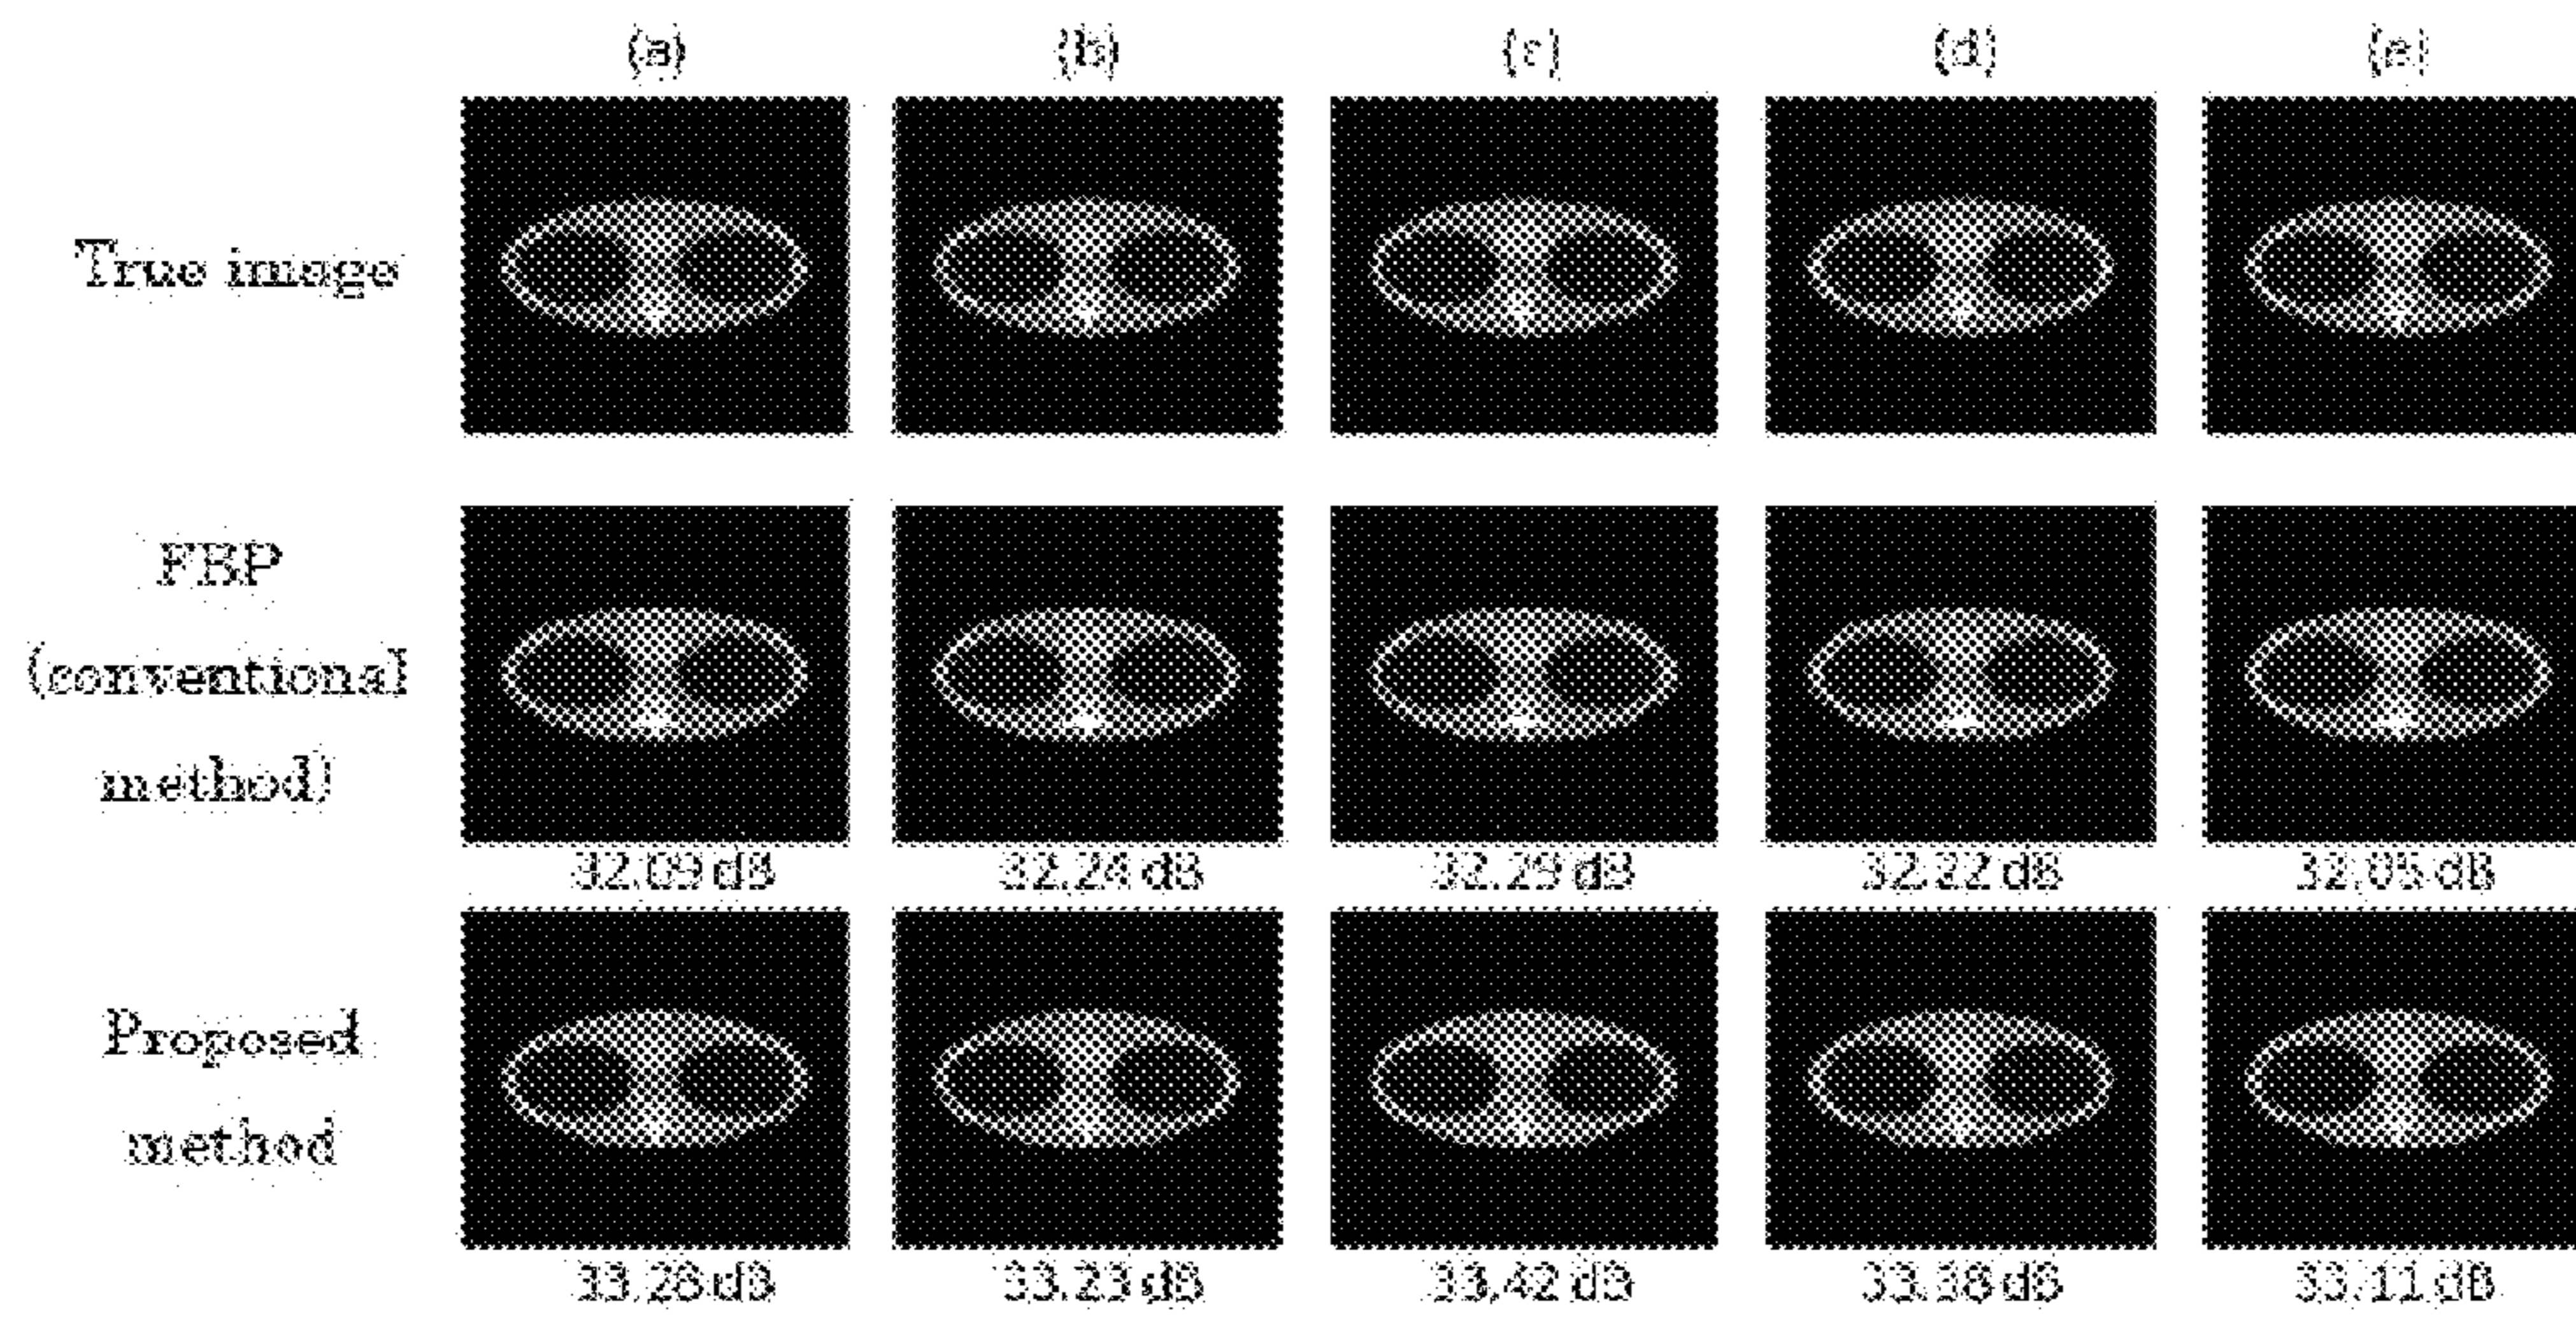 (a) (b) (c) (d) (e)
True image
FBP
(conventional
method)
32.09 dB 32.24 dB 32.29 dB 32.22 dB 32.05 dB
Proposed
method
33.28 dB 33.23 dB 33.42 dB 33.38 dB 33.11 dB